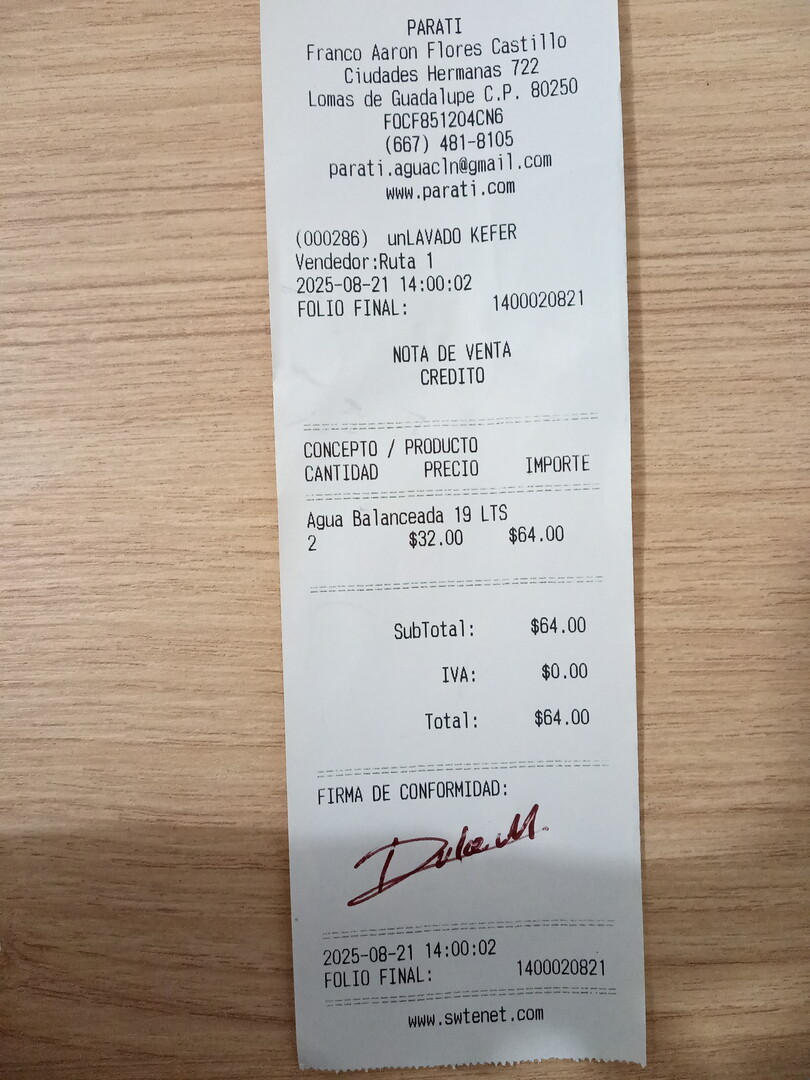 PARATI
Franco Aaron Flores Castillo
Ciudades Hermanas 722
Lomas de Guadalupe C.P. 80250
FOCF851204CN6
(667) 481-8105
parati.aguacln@gmail.com
www.parati.com
(000286) unLAVADO KEFER
Vendedor:Ruta 1
2025-08-21 14:00:02
FOLIO FINAL: 1400020821
NOTA DE VENTA
CREDITO
CONCEPTO / PRODUCTO
CANTIDAD PRECIO IMPORTE
Agua Balanceada 19 LTS
2 $32.00 $64.00
SubTotal: $64.00
IVA: $0.00
Total: $64.00
FIRMA DE CONFORMIDAD:
Dulce M.
2025-08-21 14:00:02
FOLIO FINAL: 1400020821
www.swtenet.com